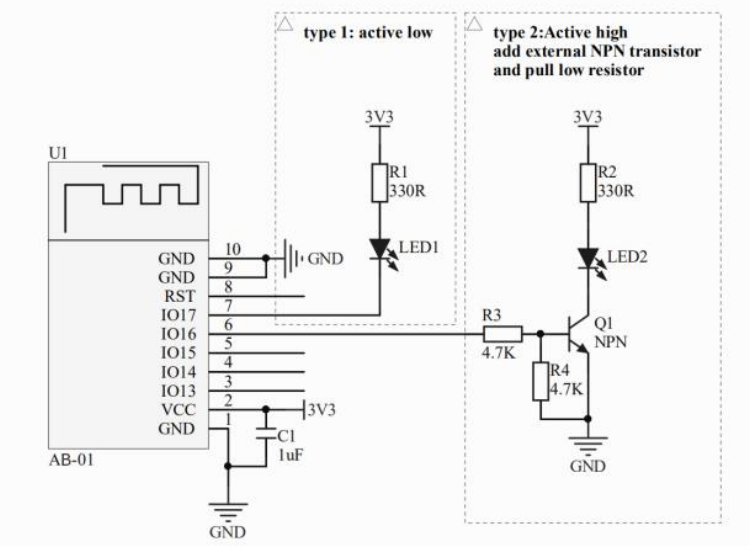 type 1: active low
type 2:Active high
add external NPN transistor
and pull low resistor
3V3
3V3
U1
R1
330R
R2
330R
LED1
LED2
GND
10
GND
GND
9
RST
8
IO17
7
IO16
6
IO15
5
IO14
4
IO13
3
VCC
2
3V3
GND
1
R3
4.7K
Q1
NPN
R4
4.7K
C1
1uF
AB-01
GND
GND